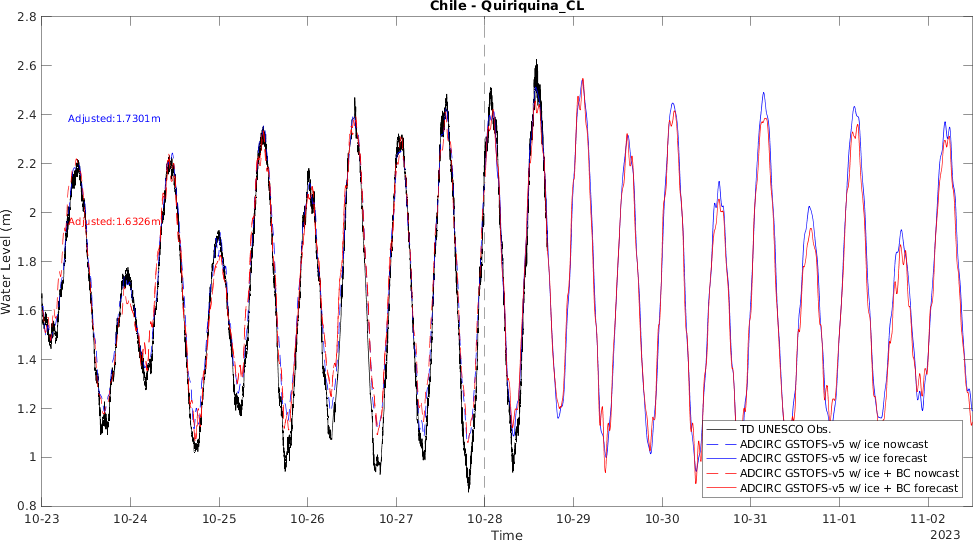 Chile - Quiriquina_CL
2.8
2.6
2.4
2.2
2
1.8
1.6
1.4
1.2
1
0.8
Water Level (m)
Adjusted:1.7301m
Adjusted:1.6326m
TD UNESCO Obs.
ADCIRC GSTOFS-v5 w/ ice nowcast
ADCIRC GSTOFS-v5 w/ ice forecast
ADCIRC GSTOFS-v5 w/ ice + BC nowcast
ADCIRC GSTOFS-v5 w/ ice + BC forecast
10-23 10-24 10-25 10-26 10-27 10-28 10-29 10-30 10-31 11-01 11-02
Time
2023